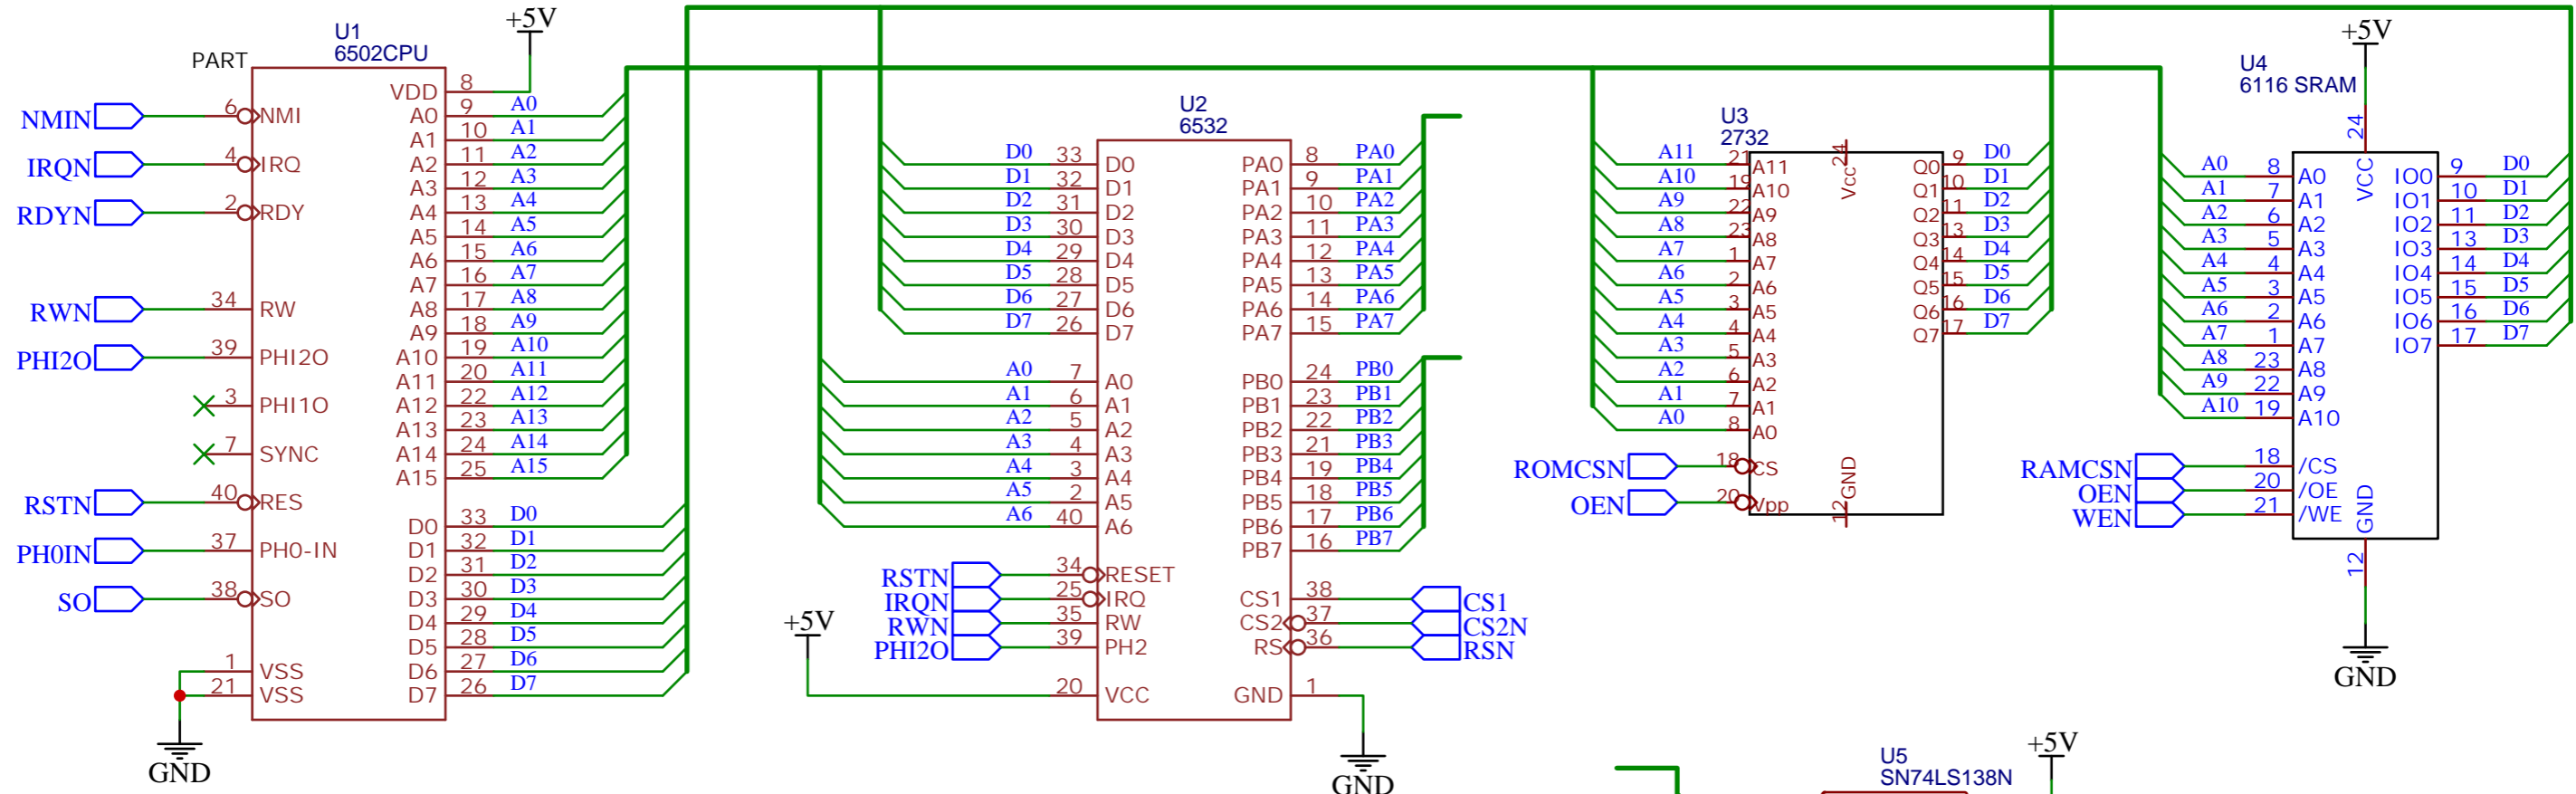 PART
U1
6502CPU
+5V
NMIN 6 NMI
IRQN 4 IRQ
RDYN 2 RDY
RWN 34 RW
PHI2O 39 PHI2O
3 PHI1O
7 SYNC
RSTN 40 RES
PH0IN 37 PH0-IN
SO 38 SO
1 VSS
21 VSS
GND
VDD 8
A0 9 A0
A1 10 A1
A2 11 A2
A3 12 A3
A4 13 A4
A5 14 A5
A6 15 A6
A7 16 A7
A8 17 A8
A9 18 A9
A10 19 A10
A11 20 A11
A12 22 A12
A13 23 A13
A14 24 A14
A15 25 A15
D0 33 D0
D1 32 D1
D2 31 D2
D3 30 D3
D4 29 D4
D5 28 D5
D6 27 D6
D7 26 D7
U2
6532
D0 33 D0
D1 32 D1
D2 31 D2
D3 30 D3
D4 29 D4
D5 28 D5
D6 27 D6
D7 26 D7
A0 7 A0
A1 6 A1
A2 5 A2
A3 4 A3
A4 3 A4
A5 2 A5
A6 40 A6
RSTN 34 RESET
IRQN 25 IRQ
RWN 35 RW
PHI2O 39 PH2
+5V
20 VCC
PA0 8 PA0
PA1 9 PA1
PA2 10 PA2
PA3 11 PA3
PA4 12 PA4
PA5 13 PA5
PA6 14 PA6
PA7 15 PA7
PB0 24 PB0
PB1 23 PB1
PB2 22 PB2
PB3 21 PB3
PB4 19 PB4
PB5 18 PB5
PB6 17 PB6
PB7 16 PB7
CS1 38 CS1
CS2 37 CS2N
RS 36 RSN
GND 1
GND
U3
2732
A11 21 A11
A10 19 A10
A9 22 A9
A8 23 A8
A7 1 A7
A6 2 A6
A5 3 A5
A4 4 A4
A3 5 A3
A2 6 A2
A1 7 A1
A0 8 A0
ROMCSN 18 CS
OEN 20 Vpp
Vcc 24
GND 12
Q0 9 D0
Q1 10 D1
Q2 11 D2
Q3 13 D3
Q4 14 D4
Q5 15 D5
Q6 16 D6
Q7 17 D7
U4
6116 SRAM
+5V
24 VCC
A0 8 A0
A1 7 A1
A2 6 A2
A3 5 A3
A4 4 A4
A5 3 A5
A6 2 A6
A7 1 A7
A8 23 A8
A9 22 A9
A10 19 A10
RAMCSN 18 /CS
OEN 20 /OE
WEN 21 /WE
IO0 9 D0
IO1 10 D1
IO2 11 D2
IO3 13 D3
IO4 14 D4
IO5 15 D5
IO6 16 D6
IO7 17 D7
GND 12
GND
U5
SN74LS138N
+5V